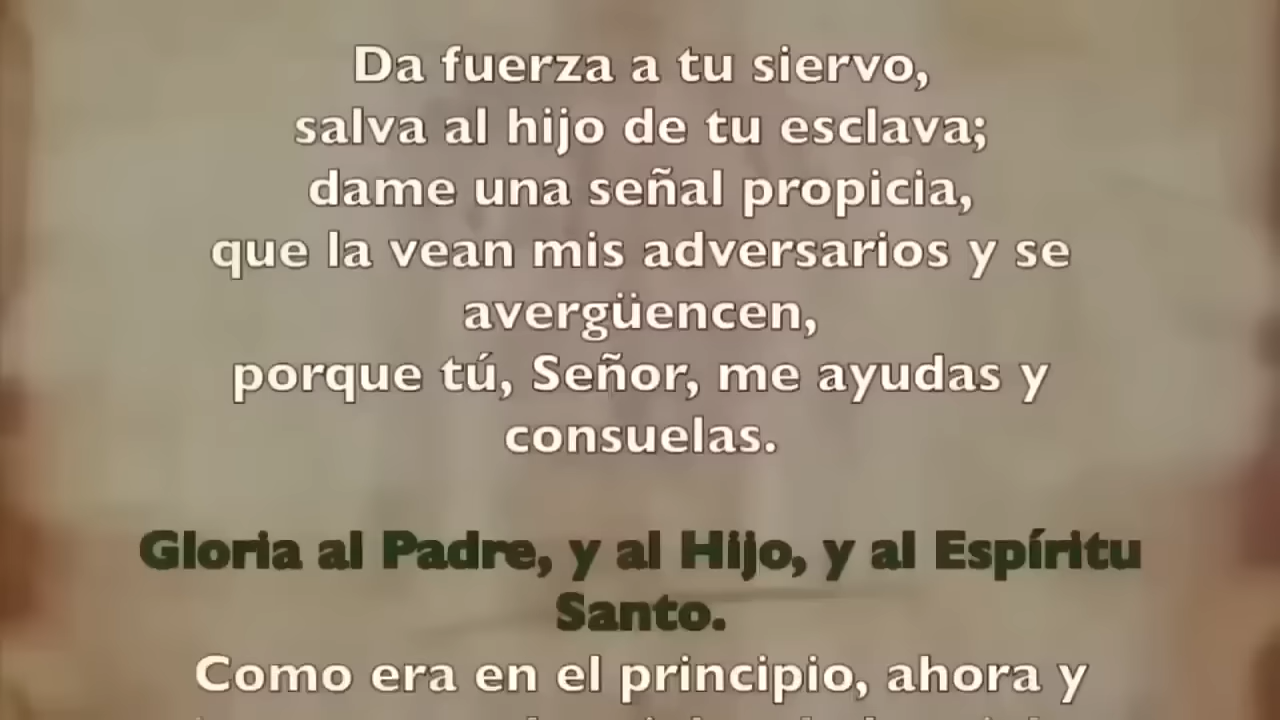 Da fuerza a tu siervo,
salva al hijo de tu esclava;
dame una señal propicia,
que la vean mis adversarios y se
avergüencen,
porque tú, Señor, me ayudas y
consuelas.
Gloria al Padre, y al Hijo, y al Espíritu
Santo.
Como era en el principio, ahora y